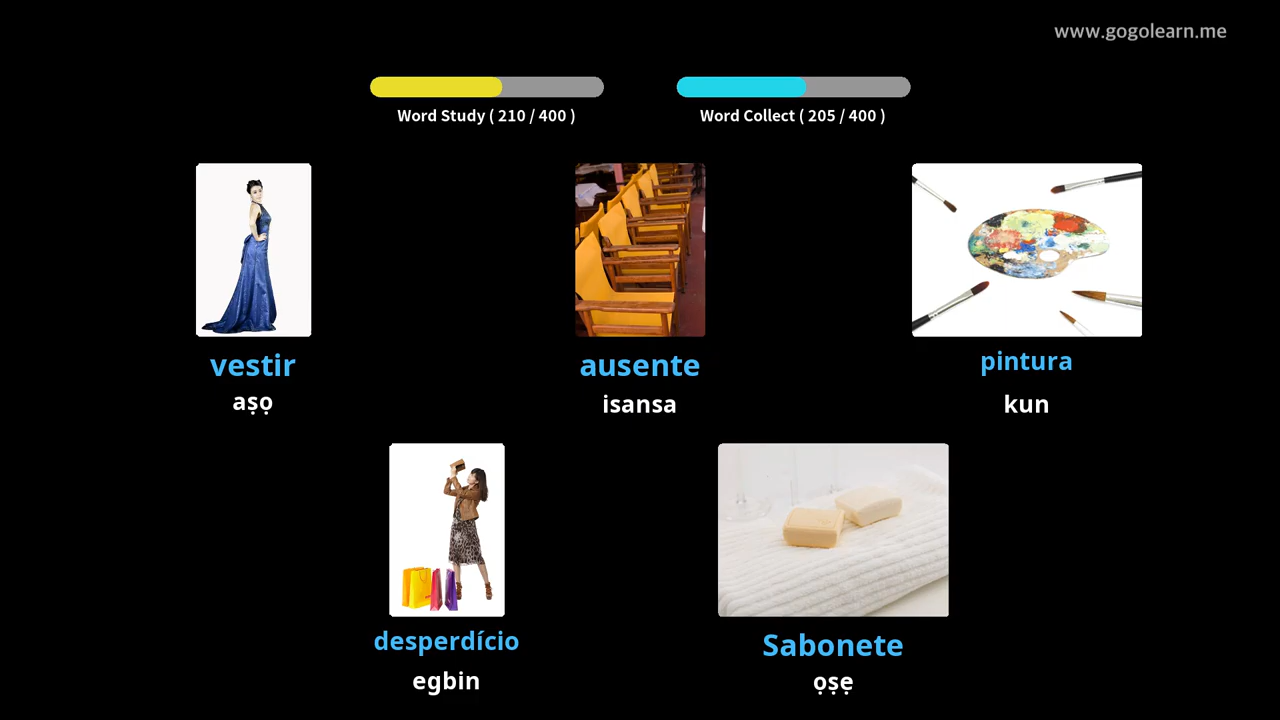 www.gogolearn.me
Word Study ( 210 / 400 )
Word Collect ( 205 / 400 )
vestir
aṣọ
ausente
isansa
pintura
kun
desperdício
egbin
Sabonete
ọṣẹ